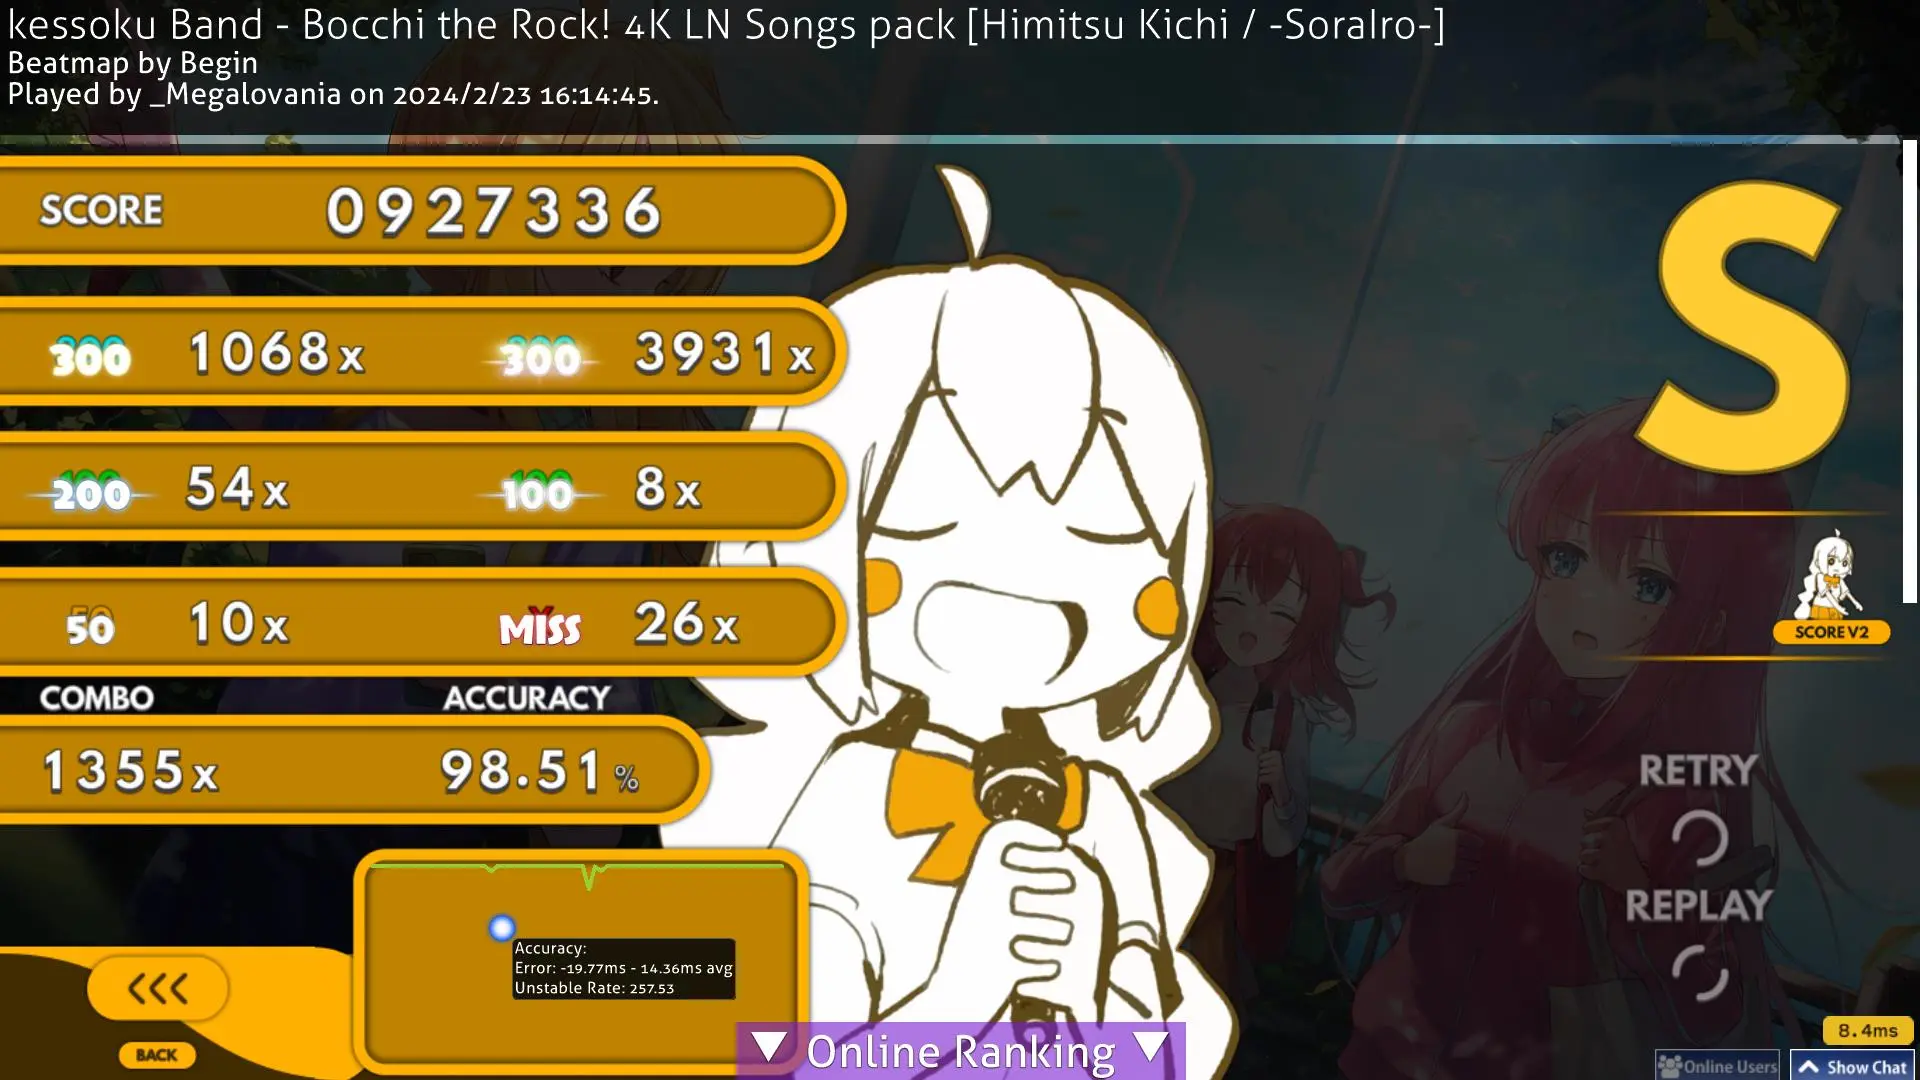 kessoku Band - Bocchi the Rock! 4K LN Songs pack [Himitsu Kichi / -SoraIro-]
Beatmap by Begin
Played by _Megalovania on 2024/2/23 16:14:45.
SCORE 0927336
300 1068x 300 3931x
200 54x 100 8x
50 10x MISS 26x
COMBO ACCURACY
1355x 98.51%
S
SCORE V2
RETRY
REPLAY
Accuracy:
Error: -19.77ms - 14.36ms avg
Unstable Rate: 257.53
<<<
BACK
▼ Online Ranking ▼
8.4ms
Online Users
Show Chat